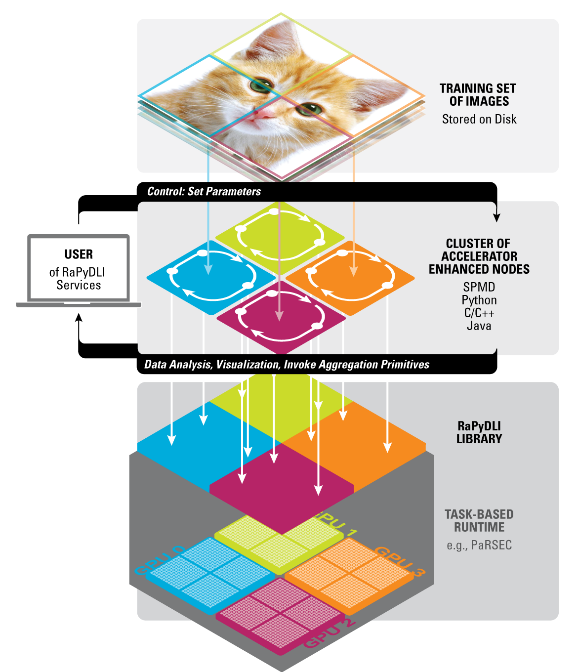 TRAINING SET
OF IMAGES
Stored on Disk
Control: Set Parameters
USER
of RaPyDLI
Services
CLUSTER OF
ACCELERATOR
ENHANCED NODES
SPMD
Python
C/C++
Java
Data Analysis, Visualization, Invoke Aggregation Primitives
RaPyDLI
LIBRARY
TASK-BASED
RUNTIME
e.g., PaRSEC
GPU 1
GPU 0
GPU 3
GPU 2